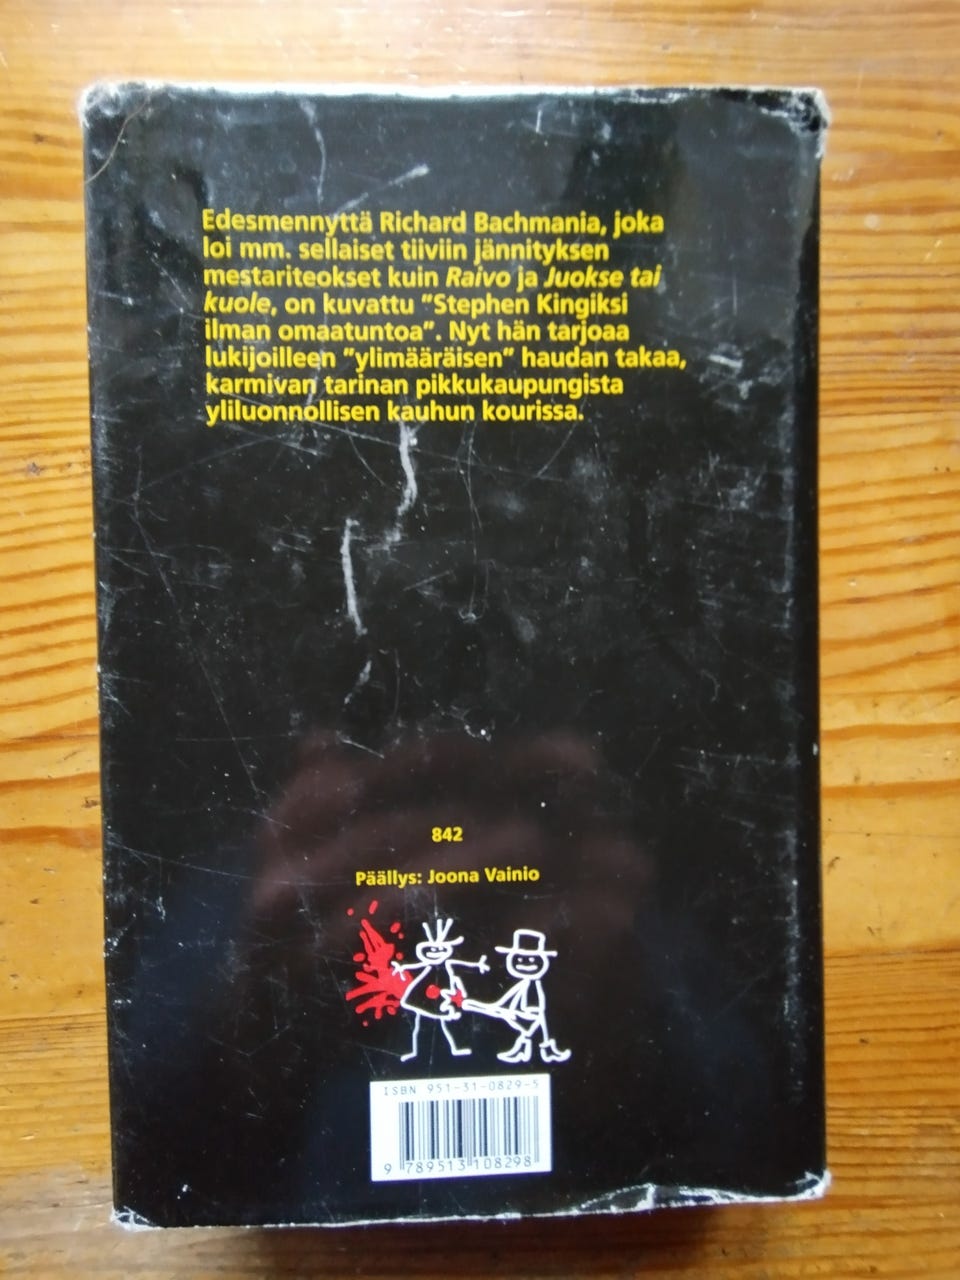 Edesmennyttä Richard Bachmania, joka
loi mm. sellaiset tiiviin jännityksen
mestariteokset kuin Raivo ja Juokse tai
kuole, on kuvattu ”Stephen Kingiksi
ilman omaatuntoa”. Nyt hän tarjoaa
lukijoilleen ”ylimääräisen” haudan takaa,
karmivan tarinan pikkukaupungista
yliluonnollisen kauhun kourissa.
842
Päällys: Joona Vainio
ISBN 951-31-0829-5
9 789513 108298